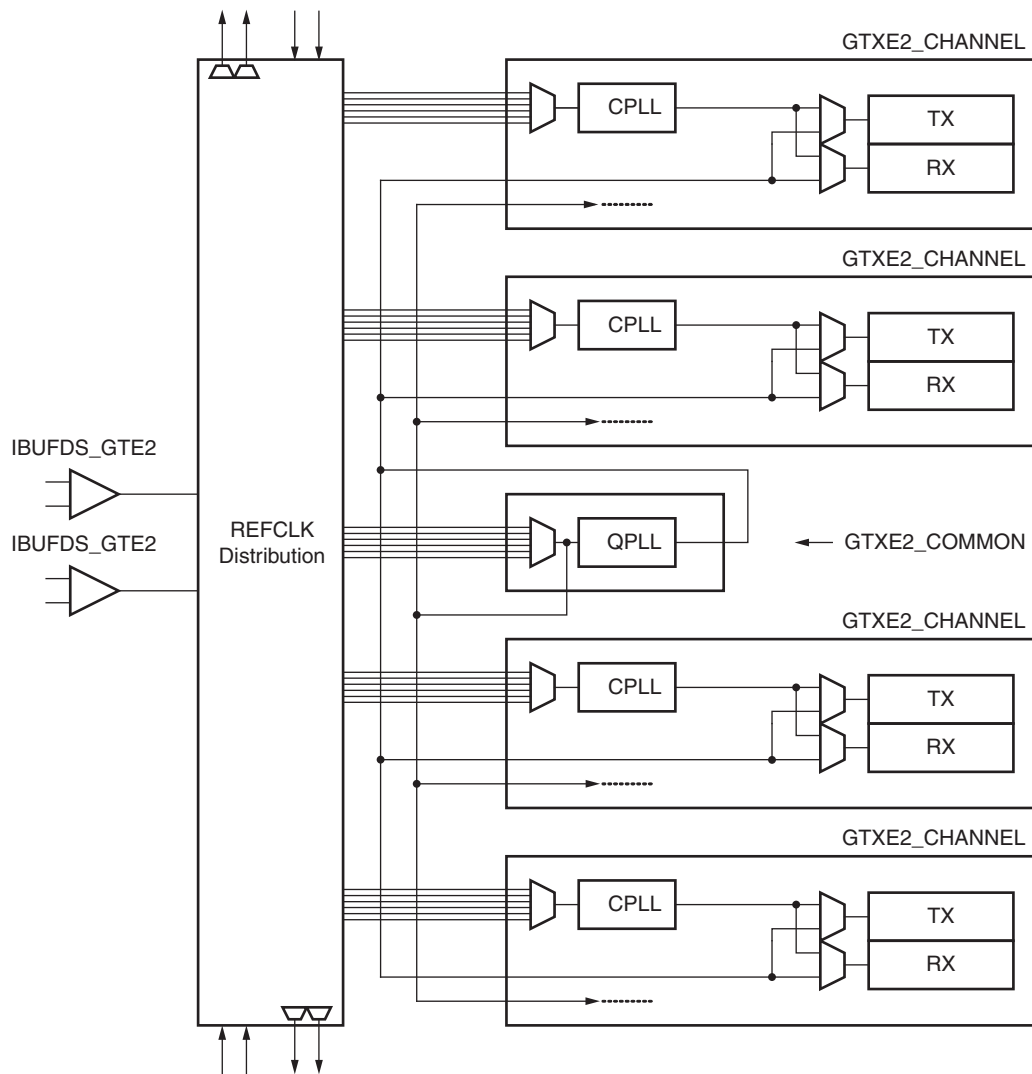 GTXE2_CHANNEL
CPLL
TX
RX
GTXE2_CHANNEL
CPLL
TX
RX
IBUFDS_GTE2
IBUFDS_GTE2
REFCLK
Distribution
QPLL
GTXE2_COMMON
GTXE2_CHANNEL
CPLL
TX
RX
GTXE2_CHANNEL
CPLL
TX
RX